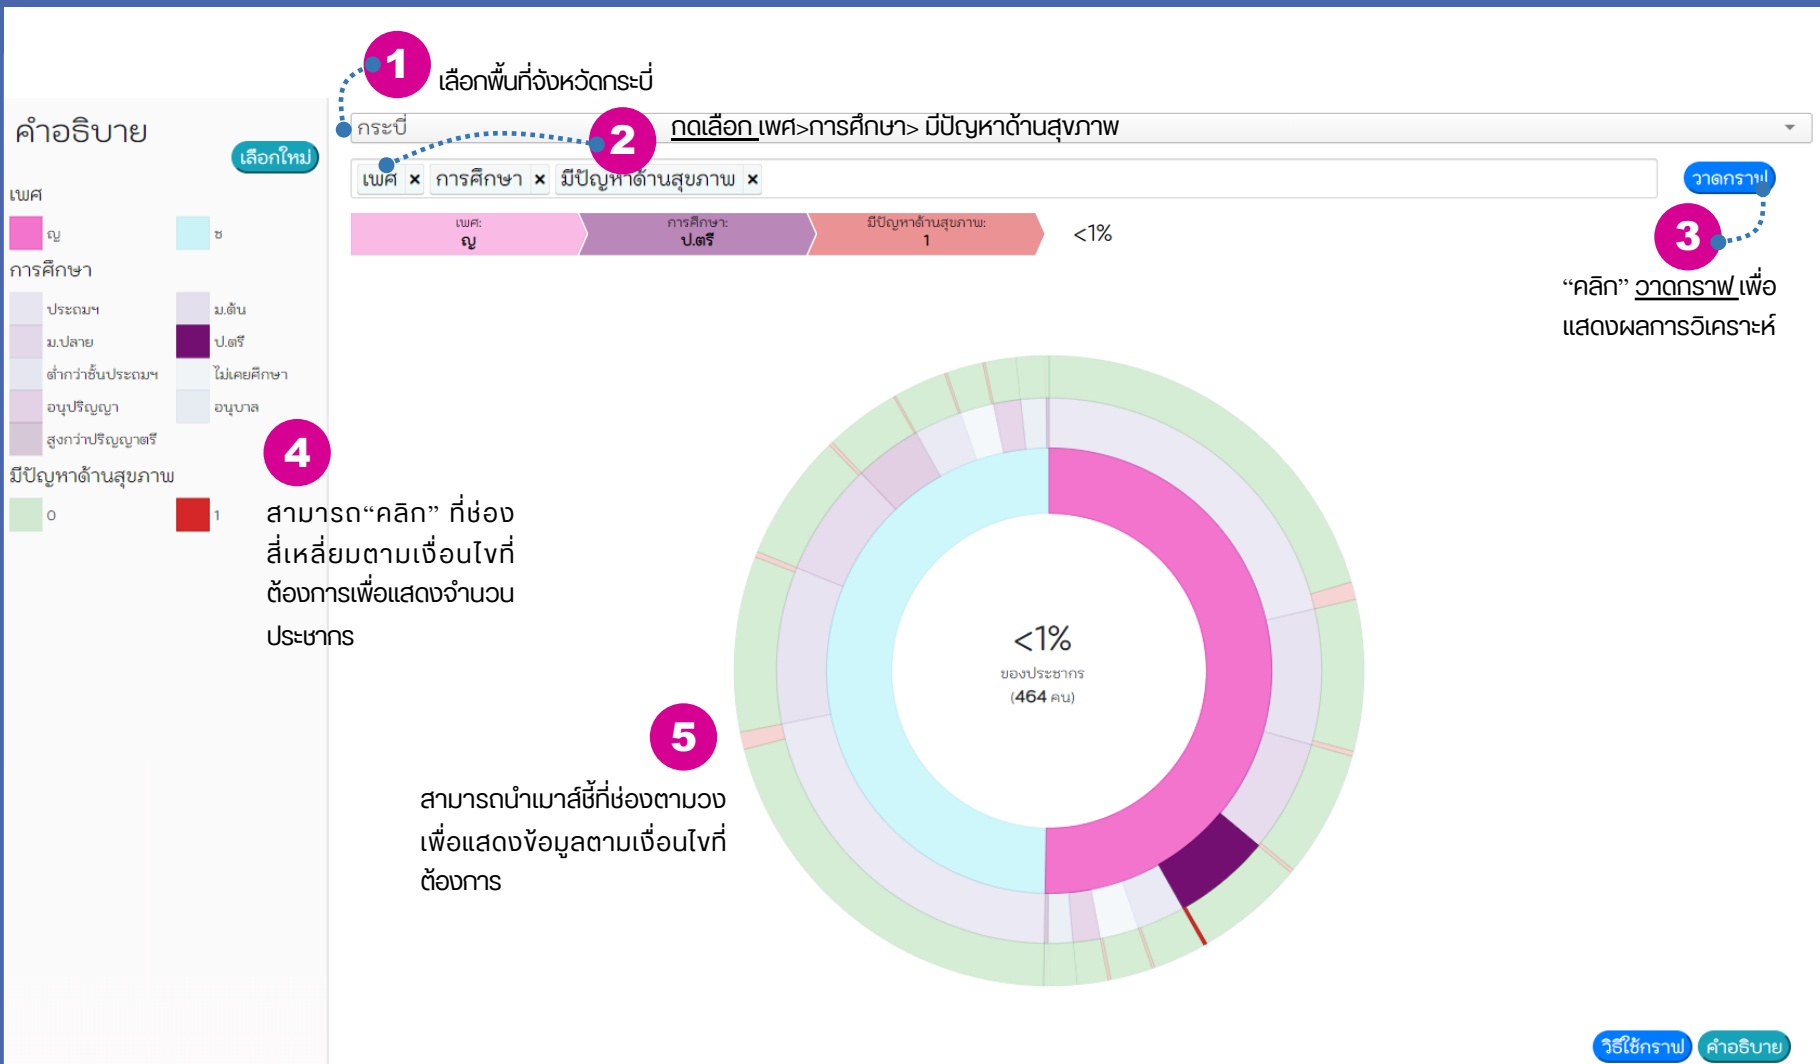 1
เลือกพื้นที่จังหวัดกระบี่
คำอธิบาย
เลือกใหม่
กระบี่
2
กดเลือก เพศ>การศึกษา> มีปัญหาด้านสุขภาพ
เพศ × การศึกษา × มีปัญหาด้านสุขภาพ ×
วาดกราฟ
เพศ:
ญ
การศึกษา:
ป.ตรี
มีปัญหาด้านสุขภาพ:
1
<1%
3
“คลิก” วาดกราฟ เพื่อ
แสดงผลการวิเคราะห์
เพศ
ญ ช
การศึกษา
ประถมฯ ม.ต้น
ม.ปลาย ป.ตรี
ต่ำกว่าชั้นประถมฯ ไม่เคยศึกษา
อนุปริญญา อนุบาล
สูงกว่าปริญญาตรี
มีปัญหาด้านสุขภาพ
0 1
4
สามารถ“คลิก” ที่ช่อง
สี่เหลี่ยมตามเงื่อนไขที่
ต้องการเพื่อแสดงจำนวน
ประชากร
<1%
ของประชากร
(464 คน)
5
สามารถนำเมาส์ชี้ที่ช่องตามวง
เพื่อแสดงข้อมูลตามเงื่อนไขที่
ต้องการ
วิธีใช้กราฟ คำอธิบาย